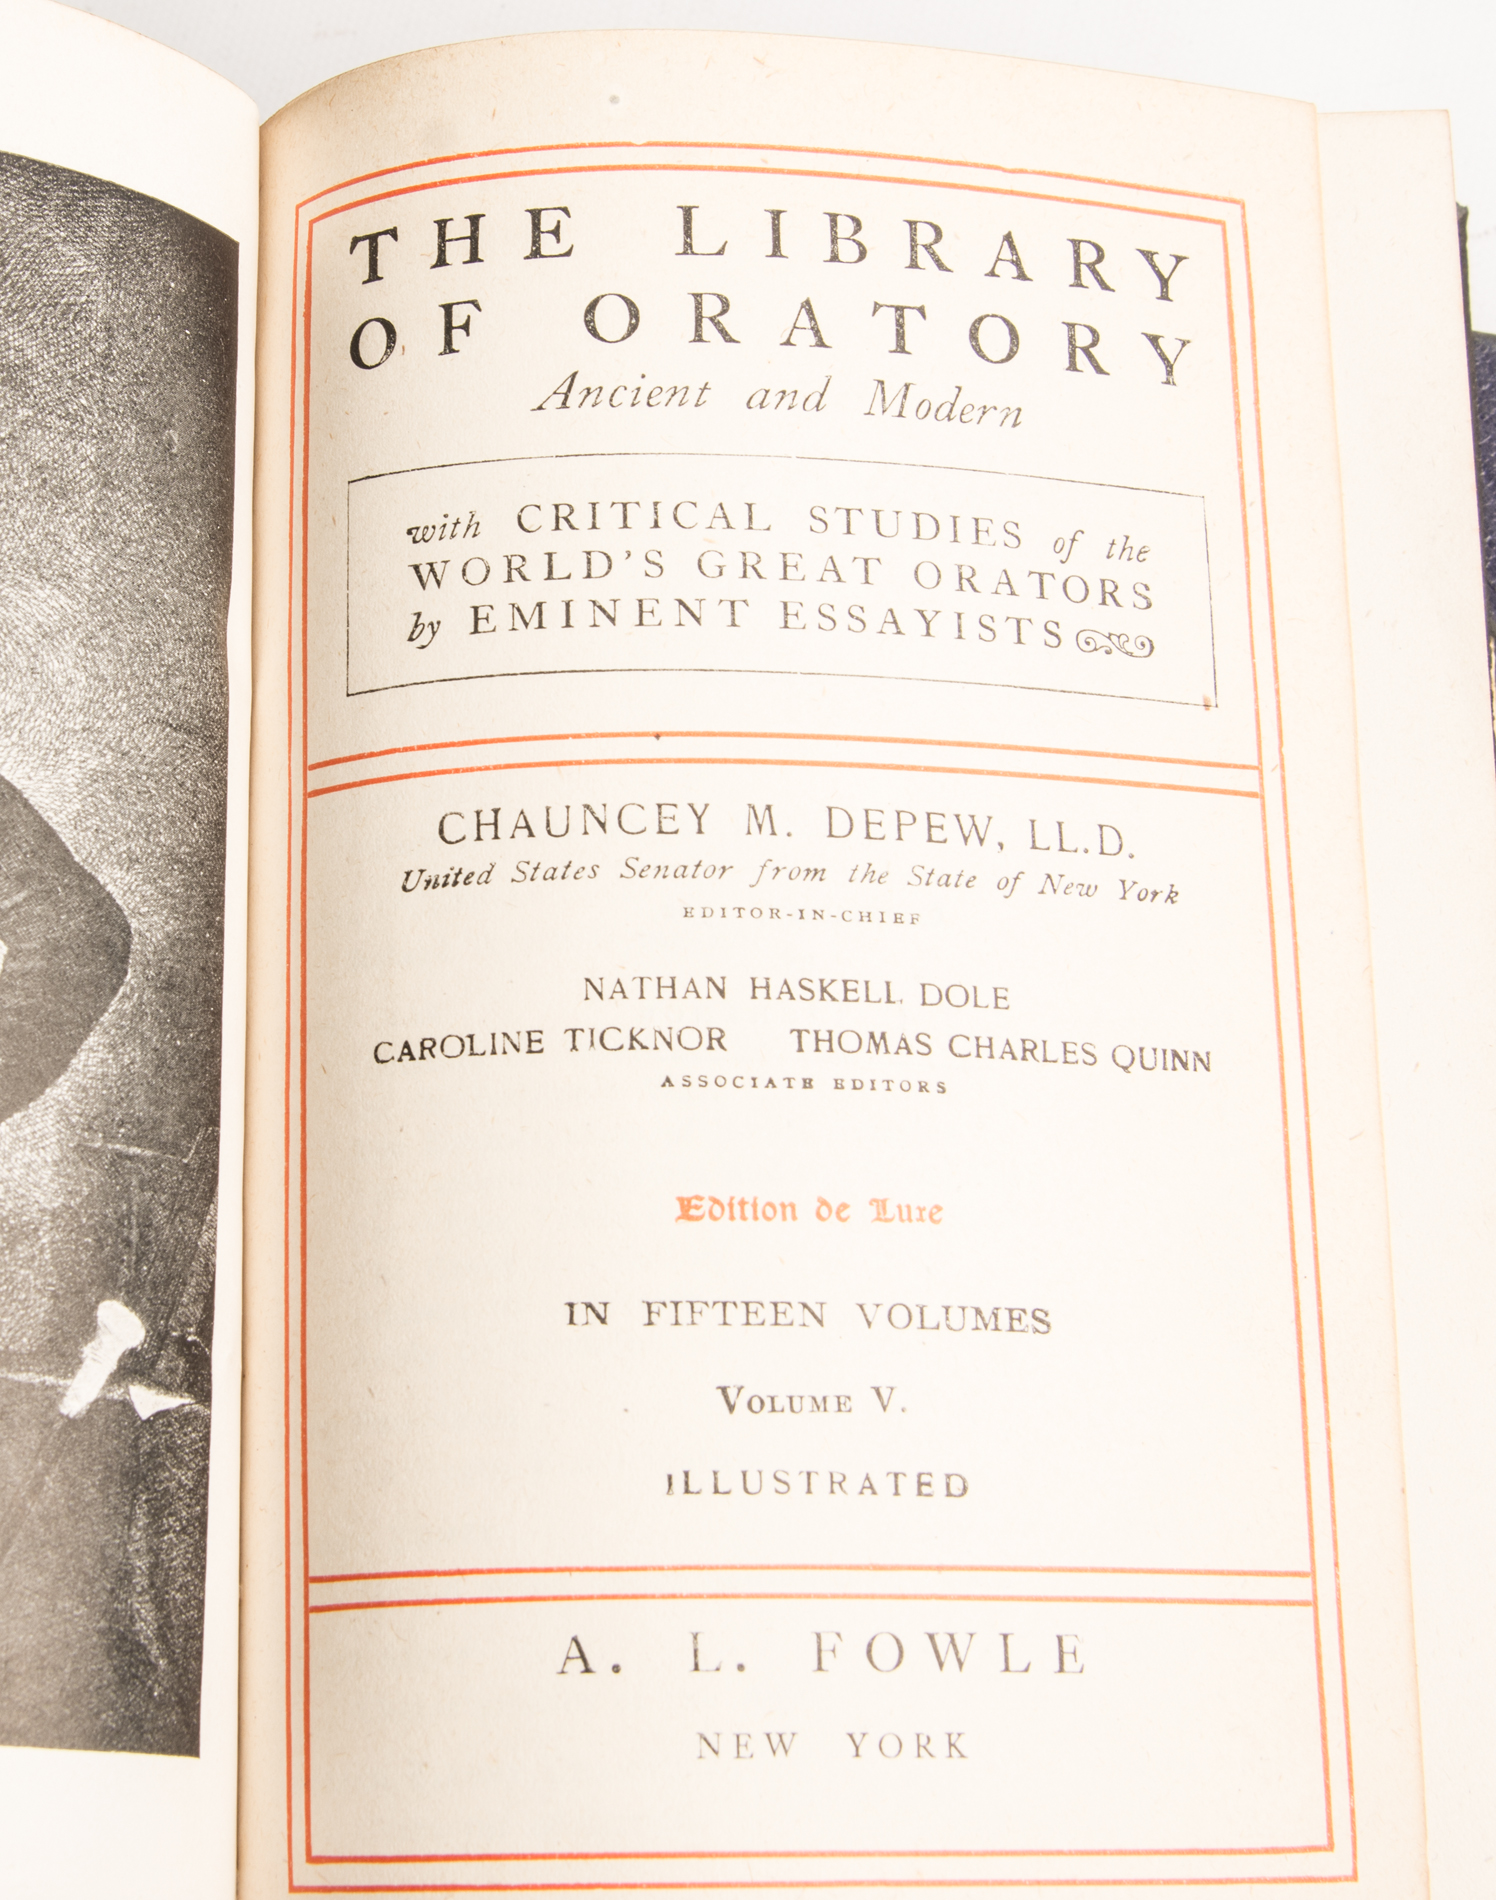 THE LIBRARY
OF ORATORY
Ancient and Modern
with CRITICAL STUDIES of the
WORLD'S GREAT ORATORS
by EMINENT ESSAYISTS
CHAUNCEY M. DEPEW, LL.D.
United States Senator from the State of New York
EDITOR-IN-CHIEF
NATHAN HASKELL DOLE
CAROLINE TICKNOR THOMAS CHARLES QUINN
ASSOCIATE EDITORS
Edition de Luxe
IN FIFTEEN VOLUMES
VOLUME V.
ILLUSTRATED
A. L. FOWLE
NEW YORK